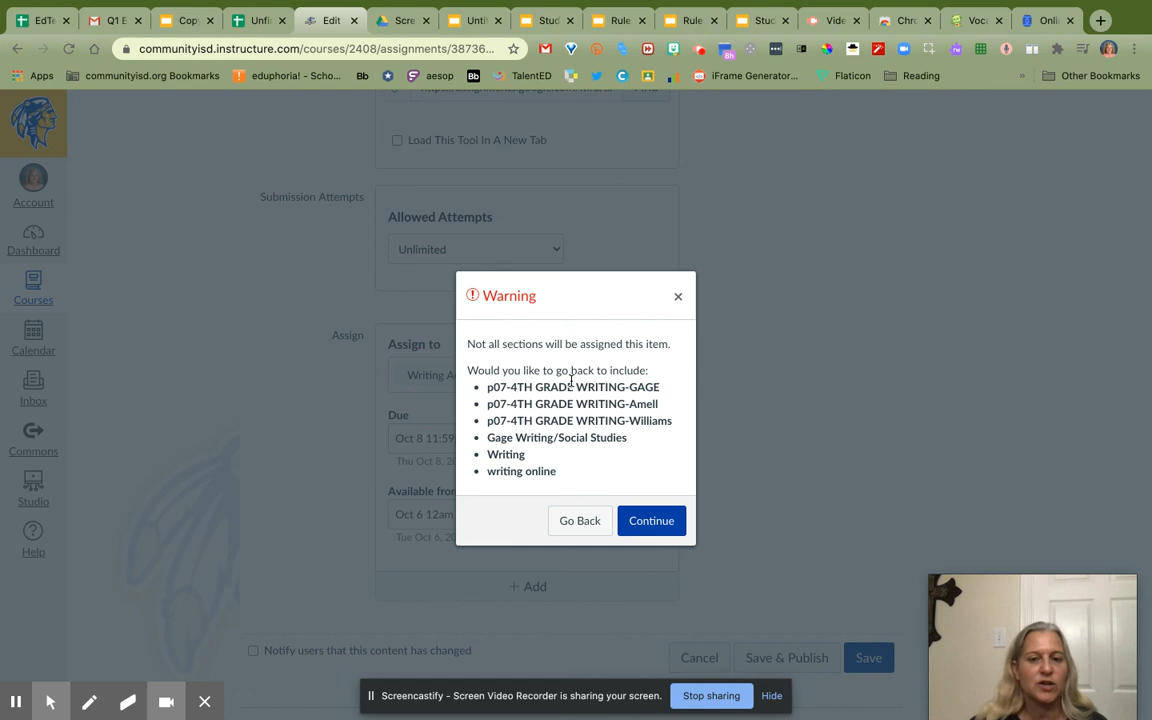 EdTe
Q1 E
Cop
Unfi
Edit
Scre
Unti
Stud
Rule
Rule
Stud
Vide
Chro
Voca
Onli
communityisd.instructure.com/courses/2408/assignments/38736...
8h
Apps
communityisd.org Bookmarks
eduphoria! - Scho...
Bb
aesop
Bb
TalentED
iFrame Generator...
Flaticon
Reading
»
Other Bookmarks
Load This Tool In A New Tab
Submission Attempts
Allowed Attempts
Unlimited
Account
Dashboard
Courses
Calendar
Inbox
Commons
Studio
Help
Assign
Assign to
Due
Oct 8 11:59
Thu Oct 8, 20
Available from
Oct 6 12am
Tue Oct 6, 20
+ Add
Warning
×
Not all sections will be assigned this item.
Would you like to go back to include:
• p07-4TH GRADE WRITING-GAGE
• p07-4TH GRADE WRITING-Amell
• p07-4TH GRADE WRITING-Williams
• Gage Writing/Social Studies
• Writing
• writing online
Go Back
Continue
Notify users that this content has changed
Cancel
Save & Publish
Save
Screencastify - Screen Video Recorder is sharing your screen.
Stop sharing
Hide